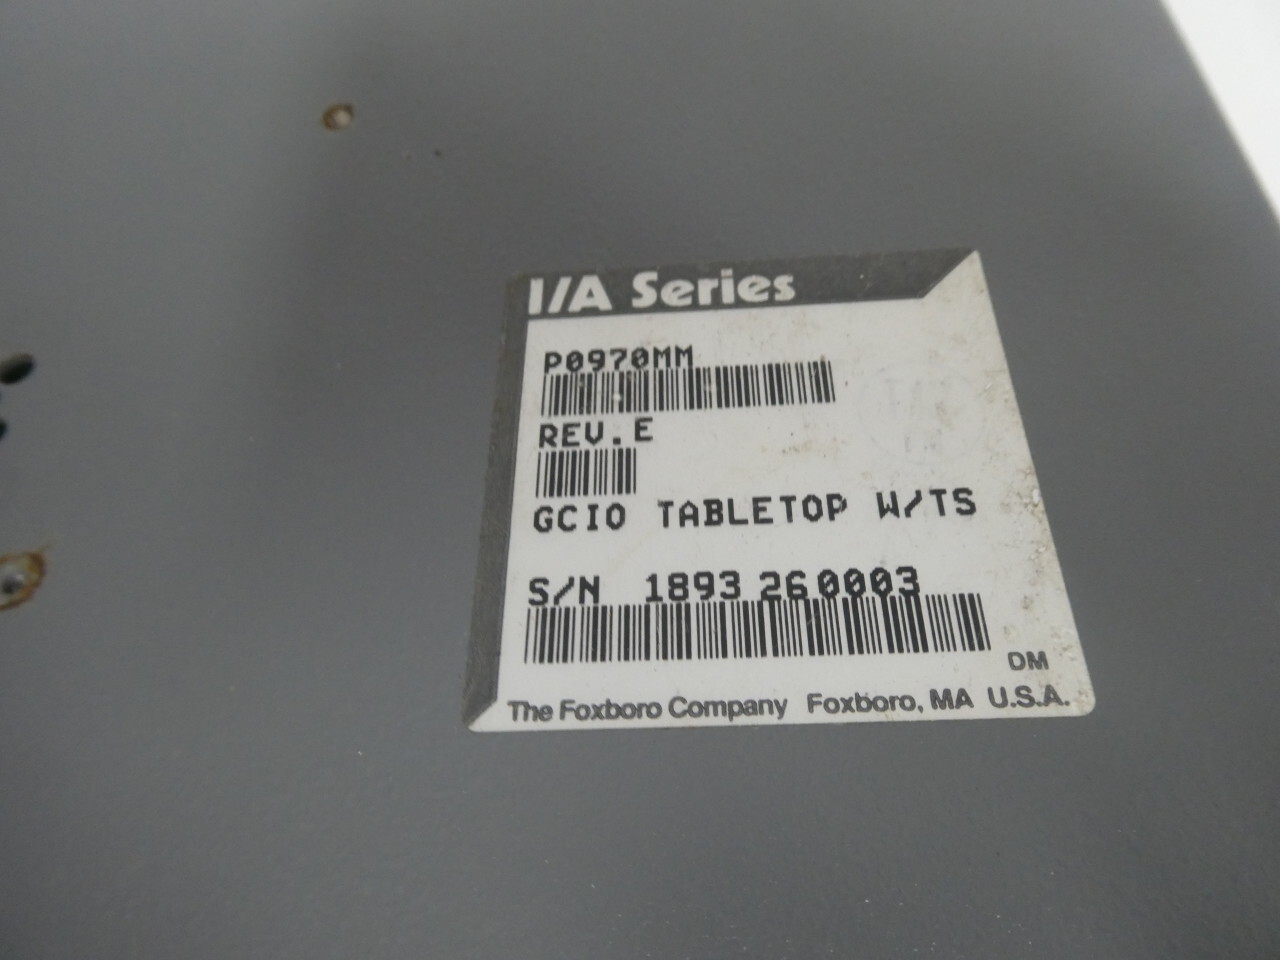 I/A Series
P0970MM
REV.E
GCIO TABLETOP W/TS
S/N 1893 260003
DM
The Foxboro Company Foxboro, MA U.S.A.